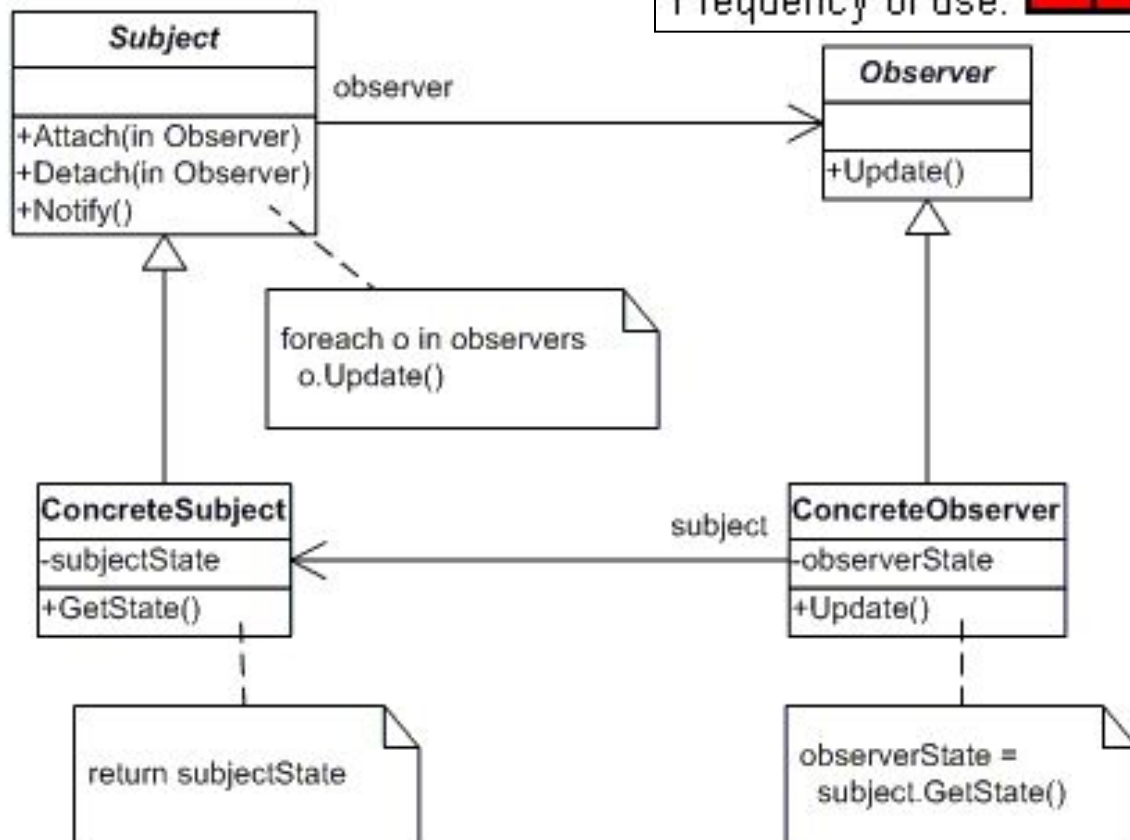 Frequency of use:
Subject
+Attach(in Observer)
+Detach(in Observer)
+Notify()
observer
Observer
+Update()
foreach o in observers
o.Update()
ConcreteSubject
-subjectState
+GetState()
subject
ConcreteObserver
-observerState
+Update()
return subjectState
observerState =
subject.GetState()